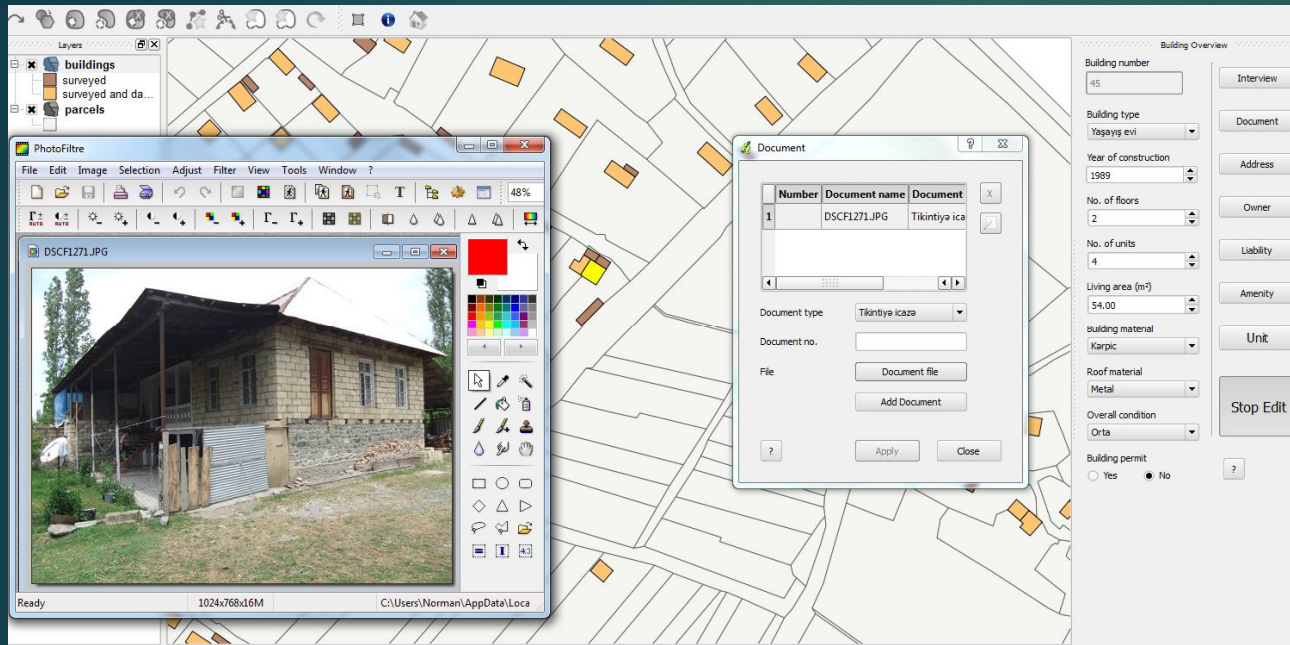 Layers
buildings
surveyed
surveyed and da...
parcels
PhotoFiltre
File Edit Image Selection Adjust Filter View Tools Window ?
48%
DSCF1271.JPG
4:3
Ready 1024x768x16M C:\Users\Norman\AppData\Loca
Document
Number Document name Document
1 DSCF1271.JPG Tikintiyə ica
Document type Tikintiyə icazə
Document no.
File Document file
Add Document
? Apply Close
Building Overview
Building number
45
Building type
Yaşayış evi
Year of construction
1989
No. of floors
2
No. of units
4
Living area (m²)
54.00
Building material
Kərpic
Roof material
Metal
Overall condition
Orta
Building permit
Yes No
Interview
Document
Address
Owner
Liability
Amenity
Unit
Stop Edit
?